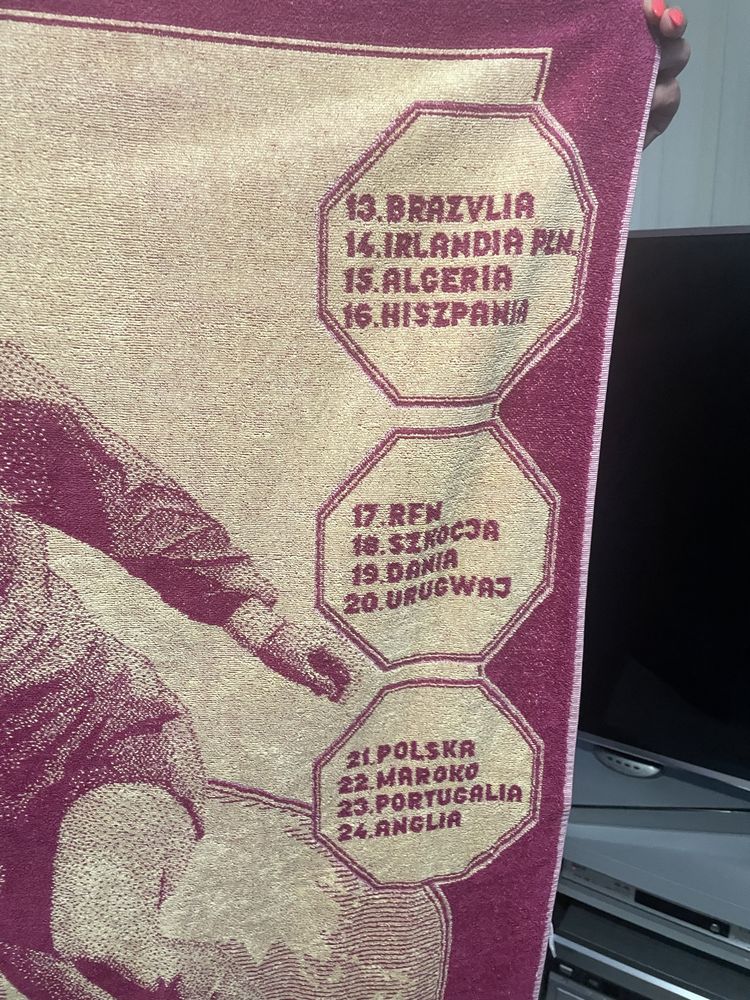 13.BRAZYLIA
14.IRLANDIA PŁN.
15.ALGERIA
16.HISZPANIA
17.RFN
18.SZKOCJA
19.DANIA
20.URUGWAJ
21.POLSKA
22.MAROKO
23.PORTUGALIA
24.ANGLIA